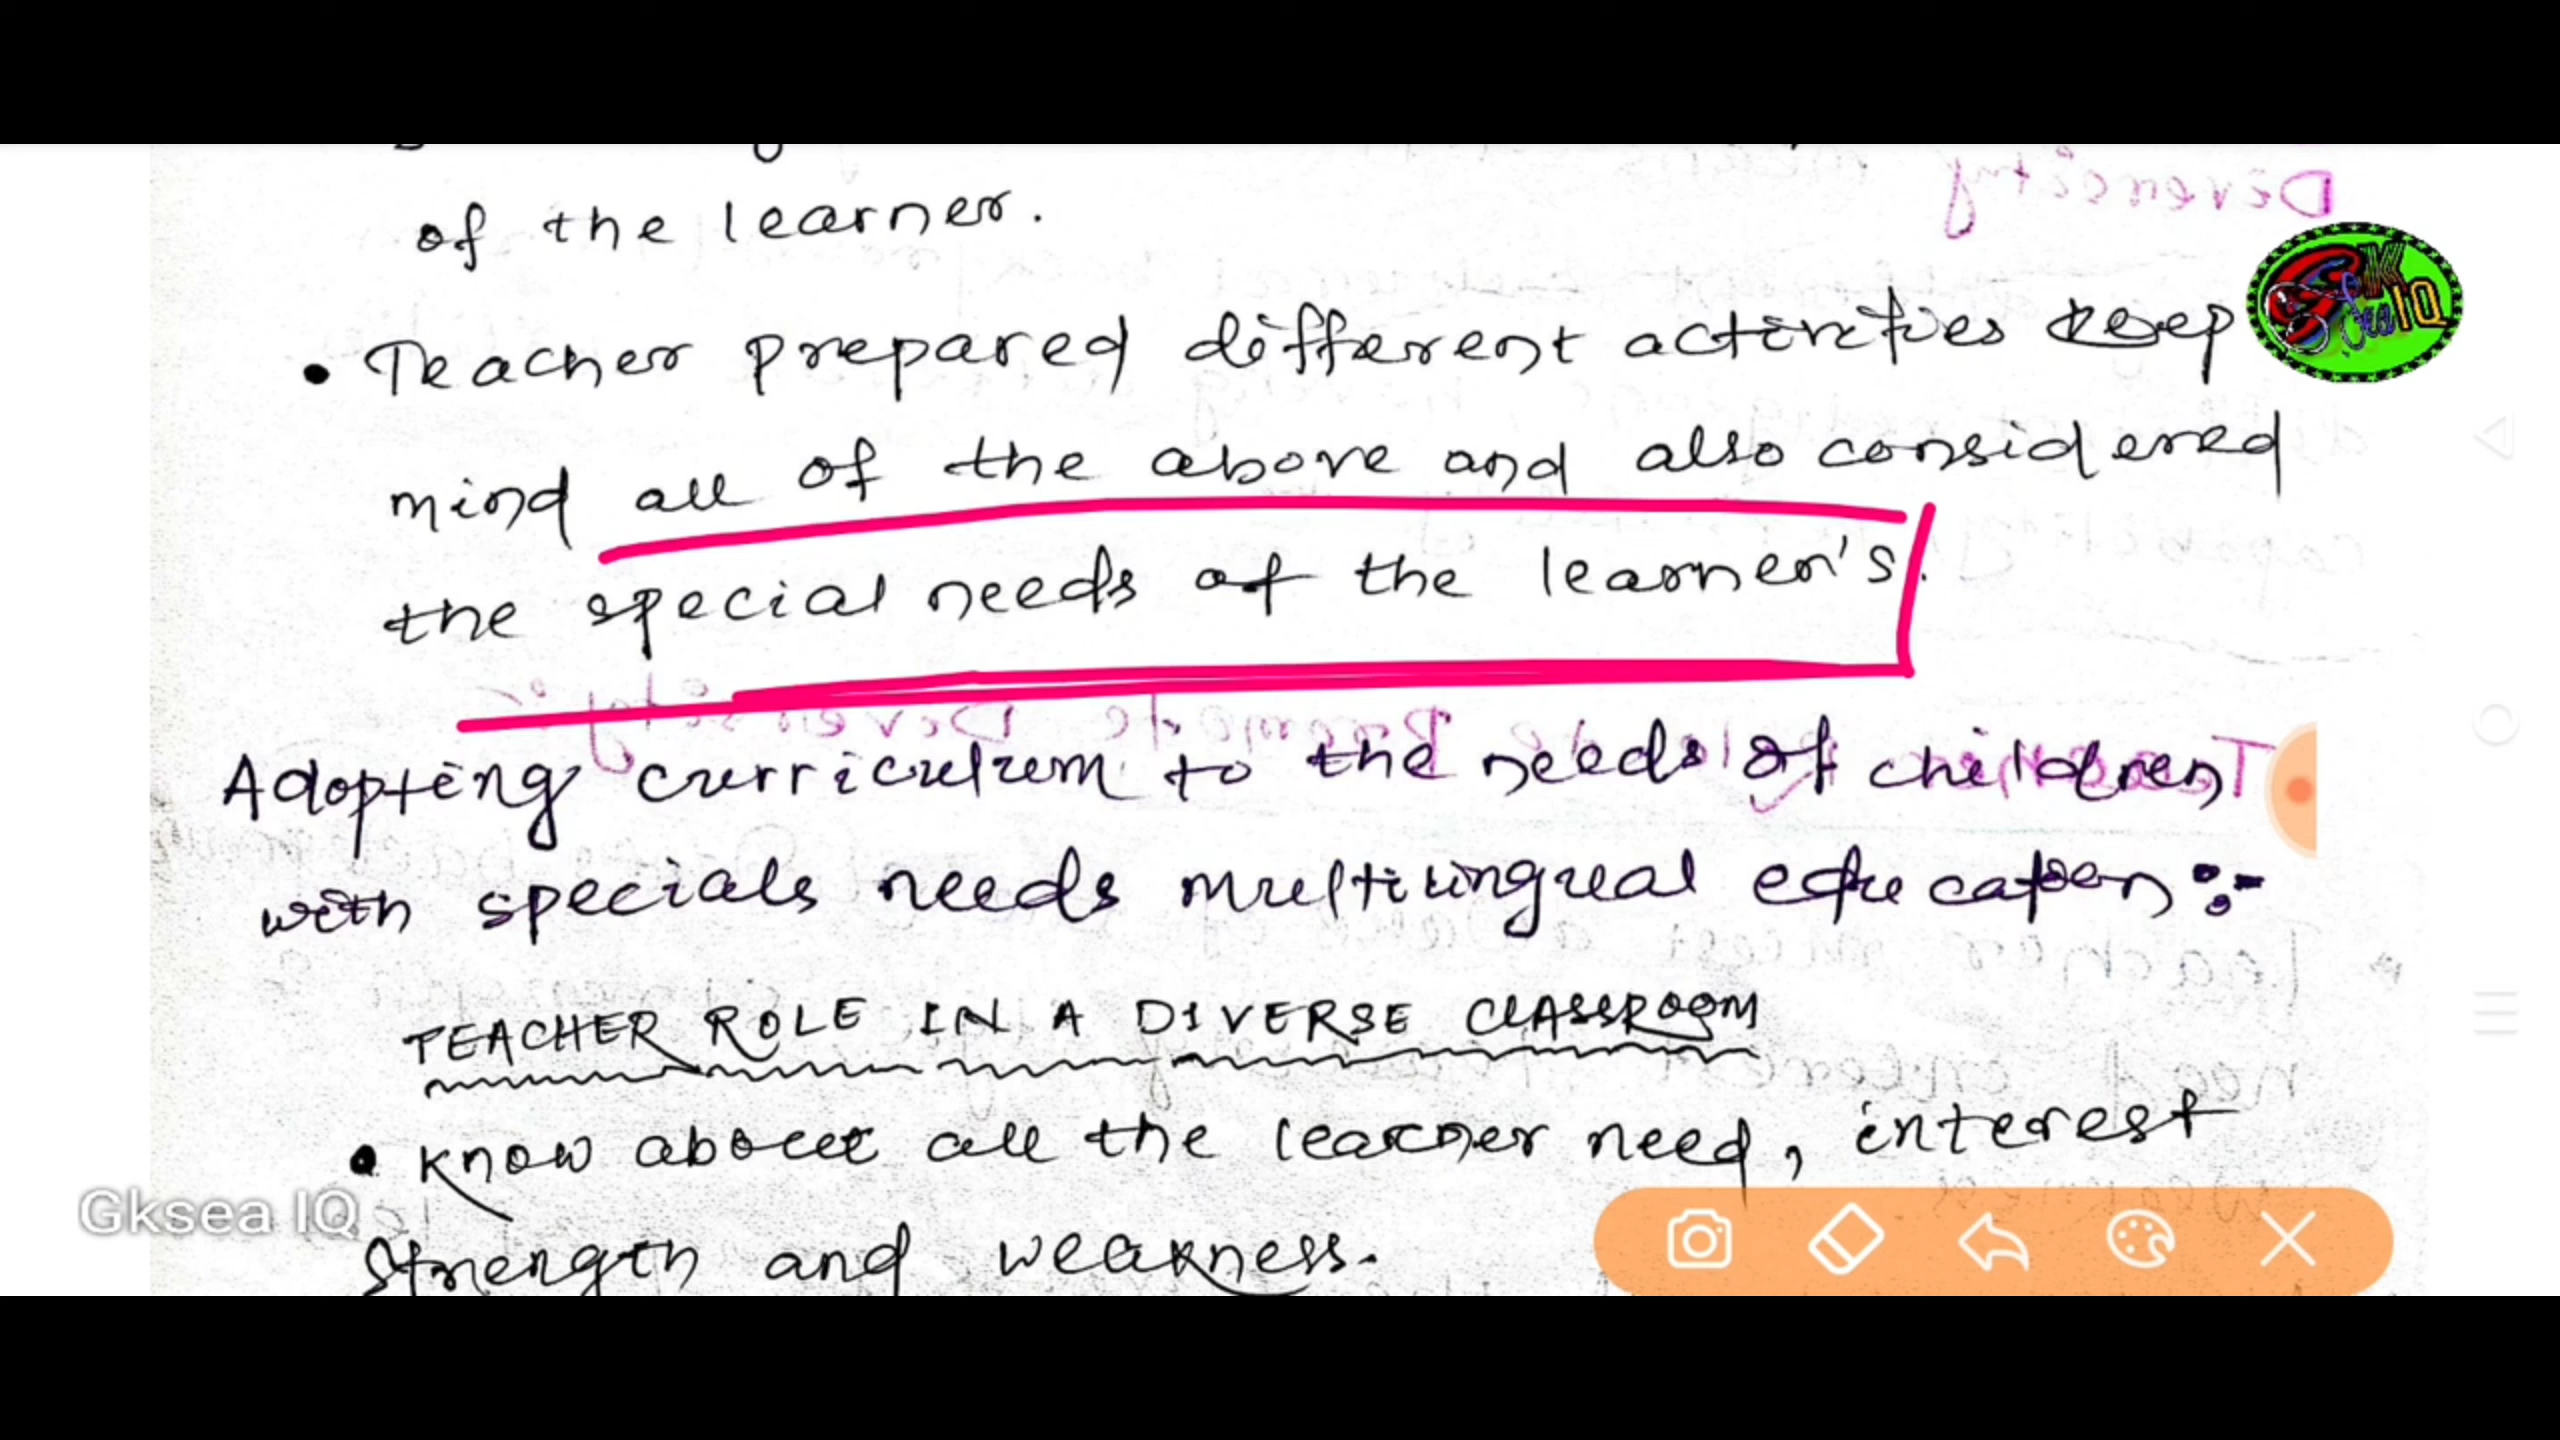 of the learner.
• Teacher prepared different activities keep
mind all of the above and also considered
the special needs of the learner's.
Adopting curriculum to the needs of children
with specials needs multilingual education:-
TEACHER ROLE IN A DIVERSE CLASSROOM
• Know about all the learner need, interest
Strength and weakness.
Gksea IQ